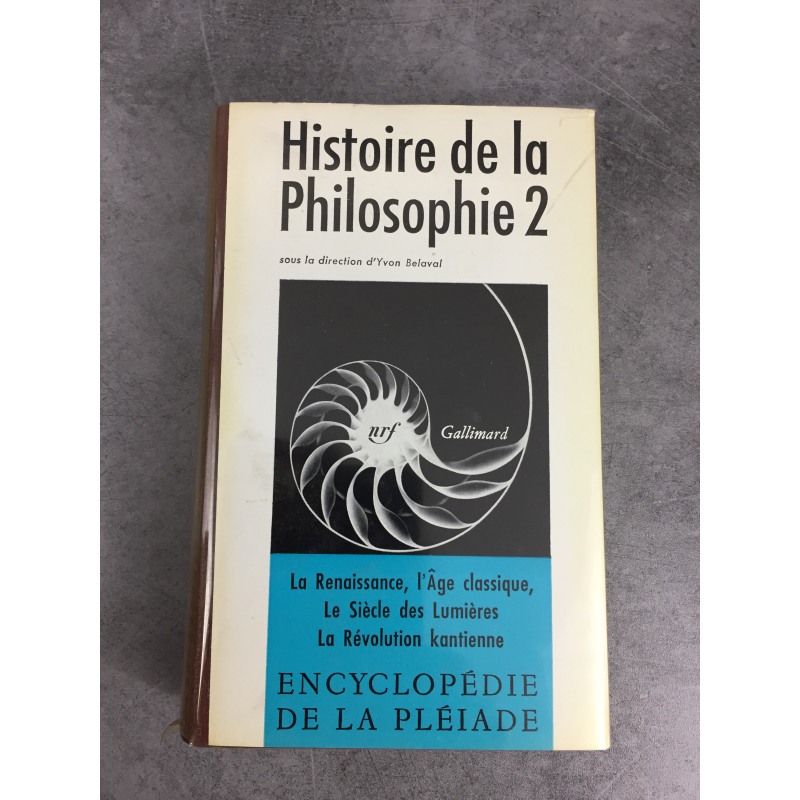 Histoire de la
Philosophie 2
sous la direction d'Yvon Belaval
nrf
Gallimard
La Renaissance, l'Âge classique,
Le Siècle des Lumières
La Révolution kantienne
ENCYCLOPÉDIE
DE LA PLÉIADE